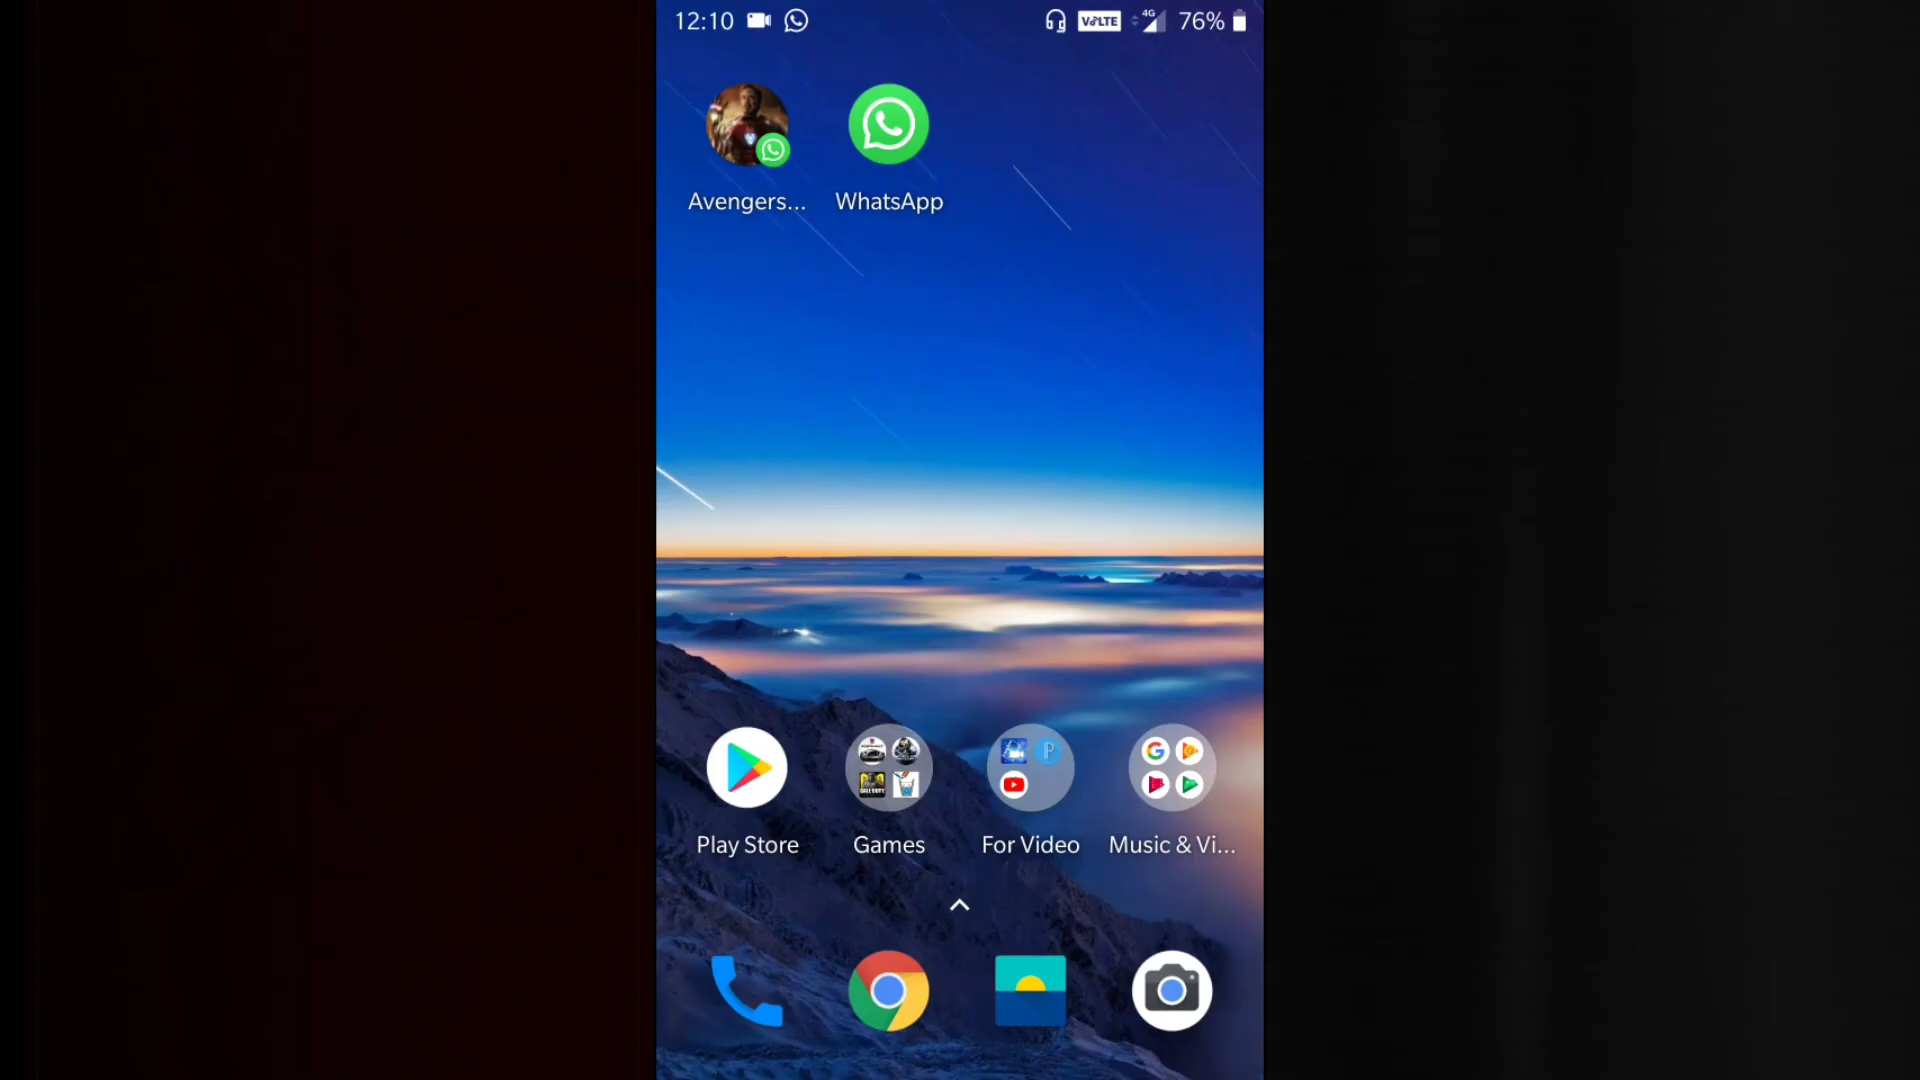 12:10 VoLTE 4G 76%
Avengers... WhatsApp
Play Store Games For Video Music & Vi...